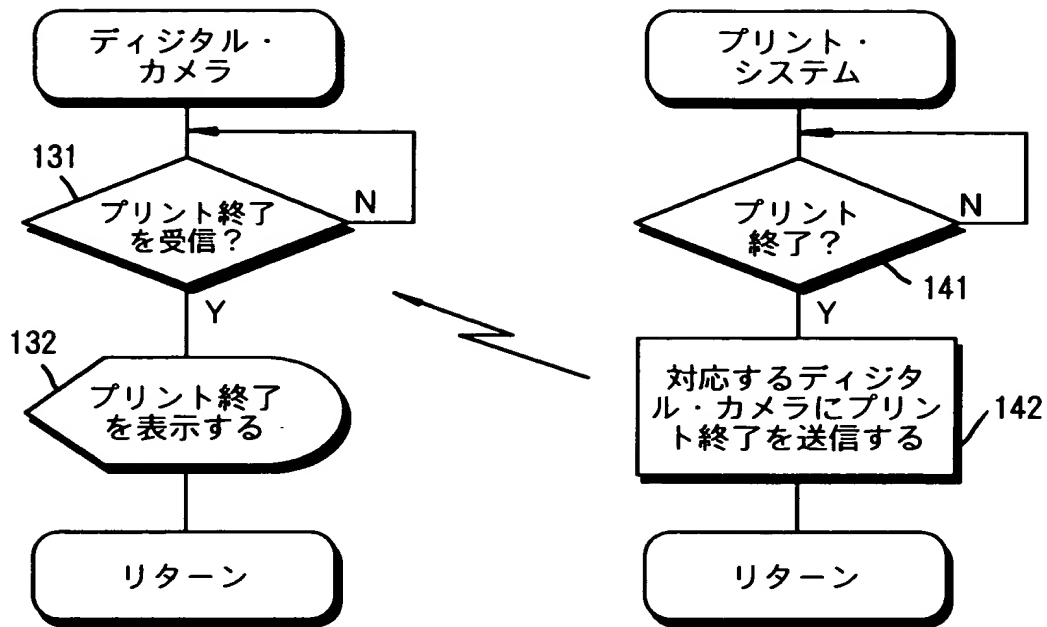 ディジタル・
カメラ
131
プリント終了
を受信?
N
Y
132
プリント終了
を表示する
リターン
プリント・
システム
プリント
終了?
N
141
Y
対応するディジタ
ル・カメラにプリン
ト終了を送信する
142
リターン